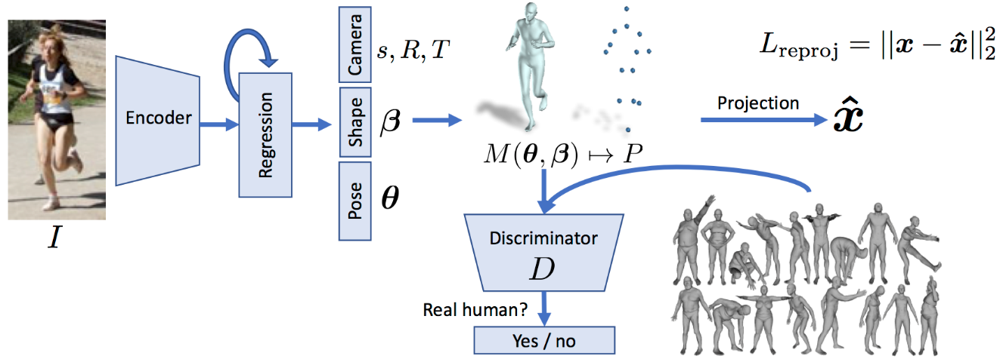 I
Encoder
Regression
Camera
s, R, T
Shape
β
Pose
θ
M(θ, β) ↦ P
Projection
x̂
L_reproj = ||x − x̂||₂²
Discriminator
D
Real human?
Yes / no